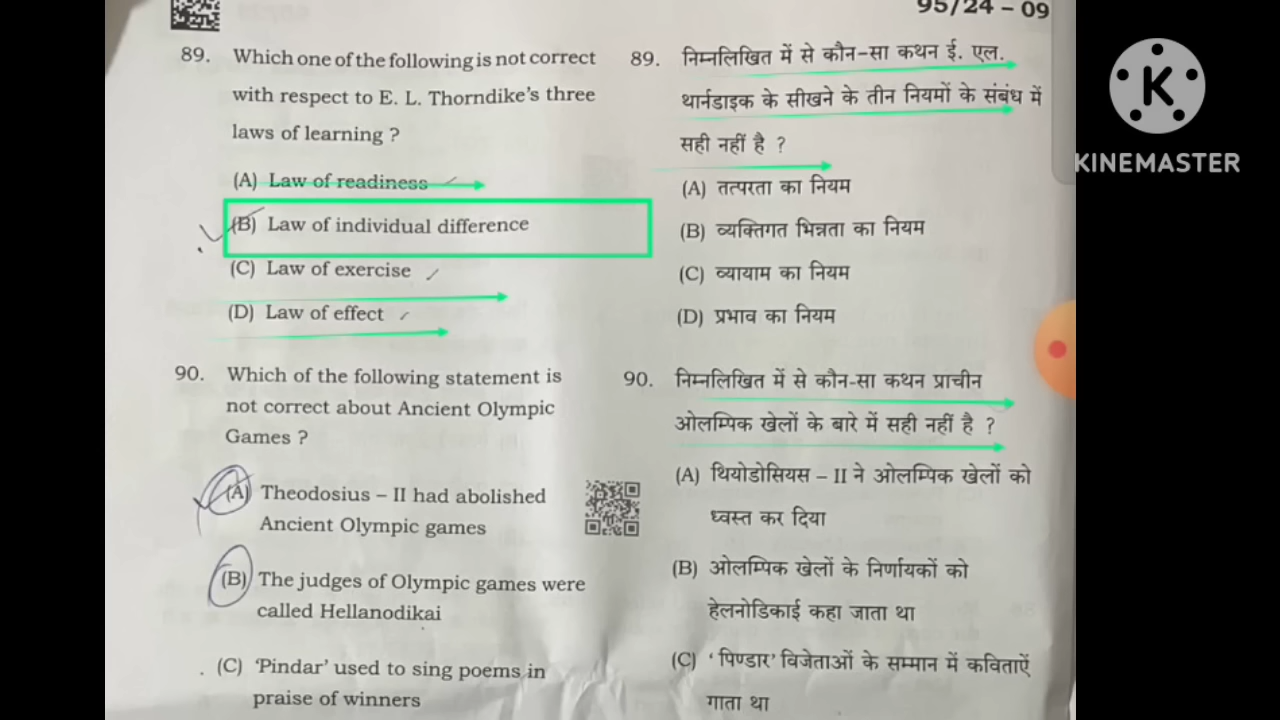 95/24 – 09
89. Which one of the following is not correct
with respect to E. L. Thorndike's three
laws of learning ?
(A) Law of readiness
(B) Law of individual difference
(C) Law of exercise
(D) Law of effect
90. Which of the following statement is
not correct about Ancient Olympic
Games ?
(A) Theodosius – II had abolished
Ancient Olympic games
(B) The judges of Olympic games were
called Hellanodikai
(C) 'Pindar' used to sing poems in
praise of winners
89. निम्नलिखित में से कौन-सा कथन ई. एल.
थार्नडाइक के सीखने के तीन नियमों के संबंध में
सही नहीं है ?
(A) तत्परता का नियम
(B) व्यक्तिगत भिन्नता का नियम
(C) व्यायाम का नियम
(D) प्रभाव का नियम
90. निम्नलिखित में से कौन-सा कथन प्राचीन
ओलम्पिक खेलों के बारे में सही नहीं है ?
(A) थियोडोसियस – II ने ओलम्पिक खेलों को
ध्वस्त कर दिया
(B) ओलम्पिक खेलों के निर्णायकों को
हेलनोडिकाई कहा जाता था
(C) 'पिण्डार' विजेताओं के सम्मान में कविताऐं
गाता था
K
KINEMASTER